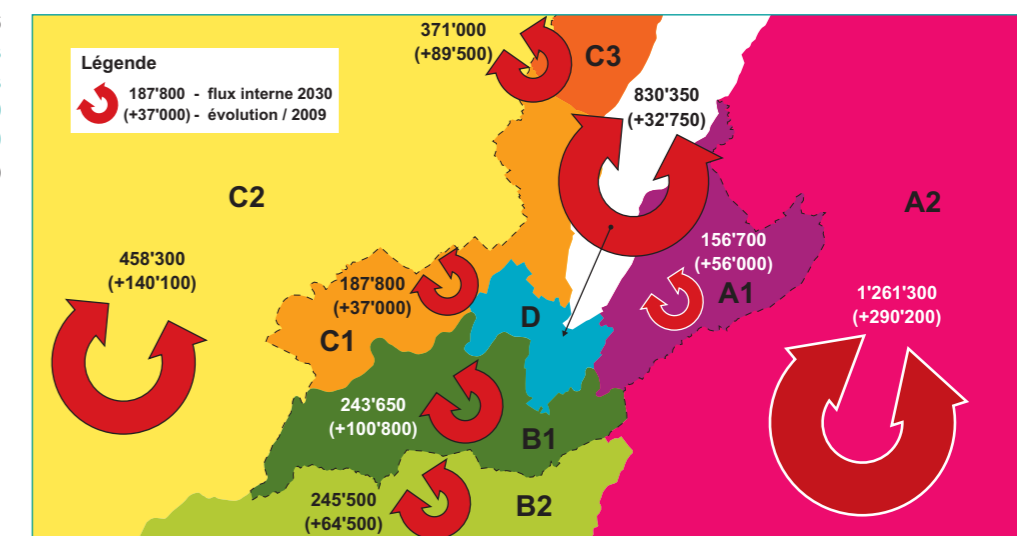 371'000
(+89'500)
C3
Légende
187'800 - flux interne 2030
(+37'000) - évolution / 2009
830'350
(+32'750)
C2
A2
458'300
(+140'100)
156'700
(+56'000)
187'800
(+37'000)
A1
1'261'300
(+290'200)
D
C1
243'650
(+100'800)
B1
245'500
(+64'500)
B2